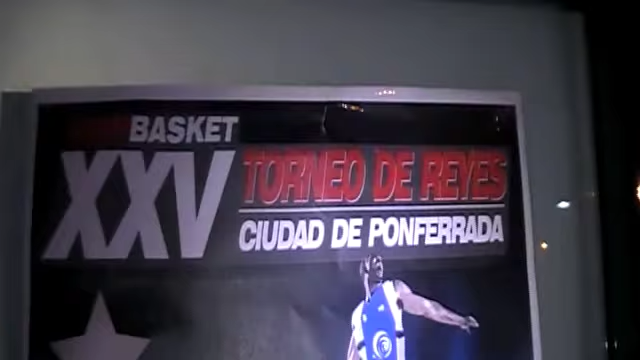 BASKET
XXV TORNEO DE REYES
CIUDAD DE PONFERRADA